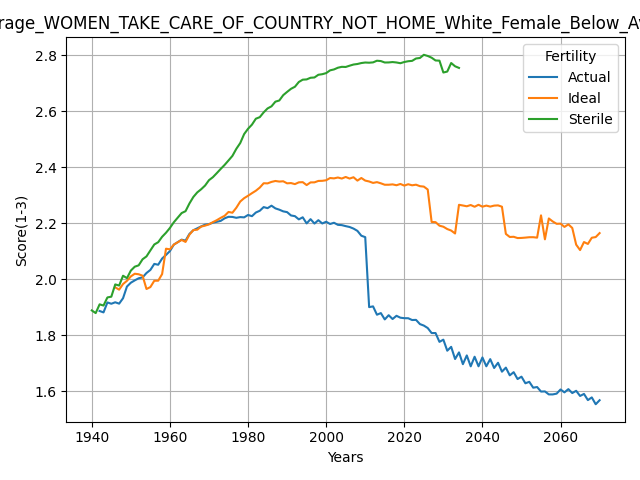 rage_WOMEN_TAKE_CARE_OF_COUNTRY_NOT_HOME_White_Female_Below_Av
Fertility
Actual
Ideal
Sterile
Score(1-3)
2.8
2.6
2.4
2.2
2.0
1.8
1.6
1940 1960 1980 2000 2020 2040 2060
Years